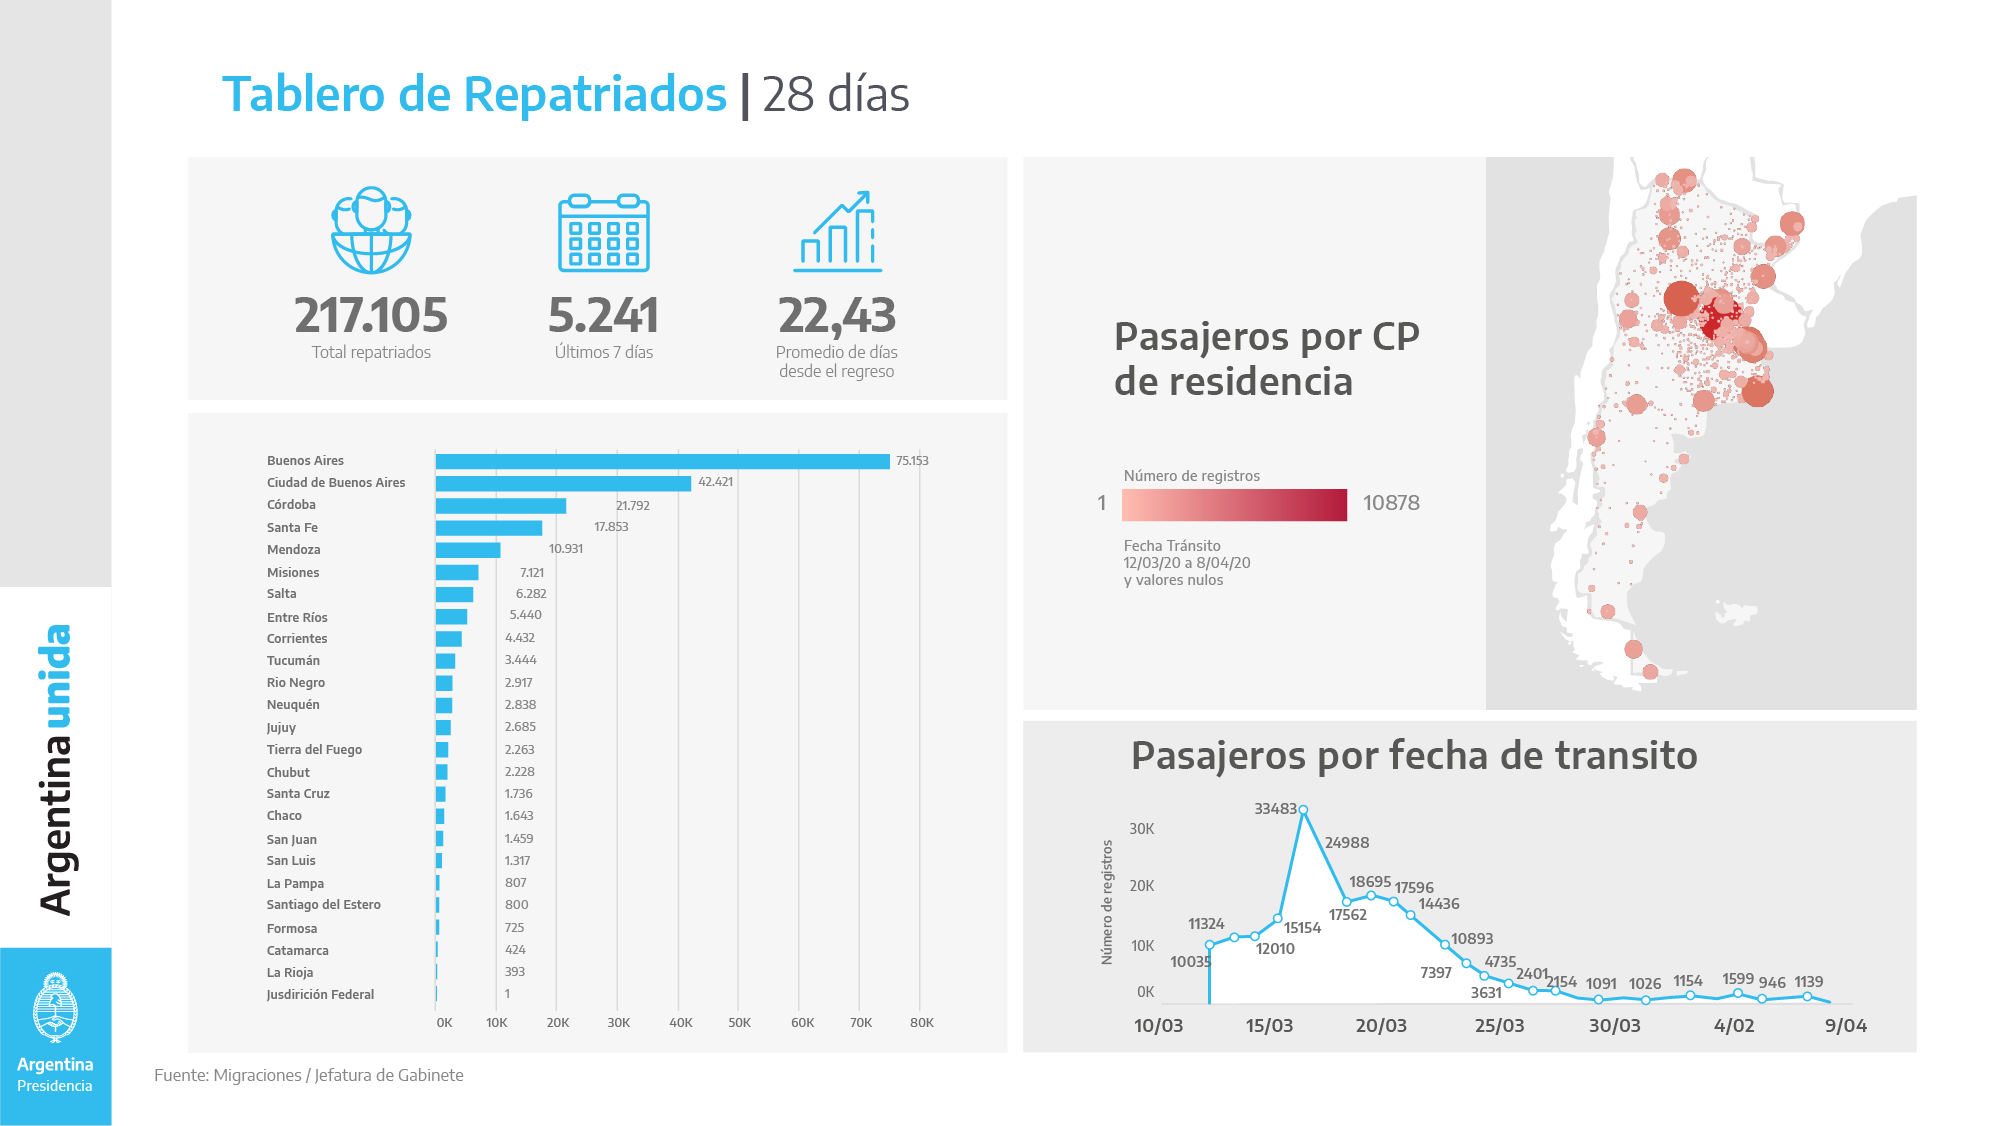 Tablero de Repatriados | 28 días
217.105
Total repatriados
5.241
Últimos 7 días
22,43
Promedio de días
desde el regreso
Buenos Aires 75.153
Ciudad de Buenos Aires 42.421
Córdoba 21.792
Santa Fe 17.853
Mendoza 10.931
Misiones 7.121
Salta 6.282
Entre Ríos 5.440
Corrientes 4.432
Tucumán 3.444
Rio Negro 2.917
Neuquén 2.838
Jujuy 2.685
Tierra del Fuego 2.263
Chubut 2.228
Santa Cruz 1.736
Chaco 1.643
San Juan 1.459
San Luis 1.317
La Pampa 807
Santiago del Estero 800
Formosa 725
Catamarca 424
La Rioja 393
Jusdirición Federal 1
0K 10K 20K 30K 40K 50K 60K 70K 80K
Pasajeros por CP
de residencia
Número de registros
1 10878
Fecha Tránsito
12/03/20 a 8/04/20
y valores nulos
Pasajeros por fecha de transito
Número de registros
30K
20K
10K
0K
10035
11324
12010
15154
33483
24988
17562
18695
17596
14436
10893
7397
4735
3631
2401
2154
1091
1026
1154
1599
946
1139
10/03 15/03 20/03 25/03 30/03 4/02 9/04
Argentina unida
Argentina
Presidencia
Fuente: Migraciones / Jefatura de Gabinete